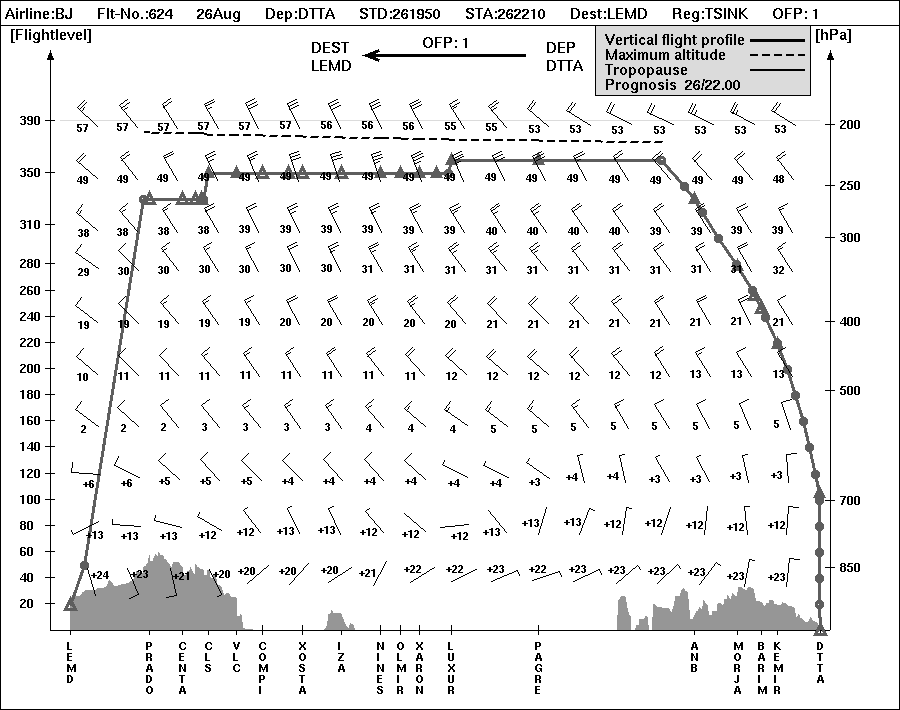 Airline:BJ Flt-No.:624 26Aug Dep:DTTA STD:261950 STA:262210 Dest:LEMD Reg:TSINK OFP: 1
[Flightlevel] [hPa]
DEST OFP: 1 DEP
LEMD DTTA
Vertical flight profile
Maximum altitude
Tropopause
Prognosis 26/22.00
390 57 57 57 57 57 57 56 56 56 55 55 53 53 53 53 53 53 53 200
350 49 49 49 49 49 49 49 49 49 49 49 49 49 49 49 49 49 48 250
310 38 38 38 38 39 39 39 39 39 39 40 40 40 40 39 39 39 39 300
280 29 30 30 30 30 30 30 31 31 31 31 31 31 31 31 31 31 32
240 19 19 19 19 19 20 20 20 20 20 21 21 21 21 21 21 21 21 400
220
200 10 11 11 11 11 11 11 11 11 12 12 12 12 12 12 13 13 13 500
180
160 2 2 2 3 3 3 3 4 4 4 5 5 5 5 5 5 5 5
140
120 +6 +6 +5 +5 +4 +4 +4 +4 +4 +4 +4 +3 +4 +4 +3 +3 +3 +3
100 700
80 +13 +13 +13 +12 +12 +13 +13 +12 +12 +12 +13 +13 +13 +12 +12 +12 +12 +12
60
40 +24 +23 +21 +20 +20 +20 +20 +21 +22 +22 +23 +22 +23 +23 +23 +23 +23 +23 850
20
LEMD PRADO CENTA CLS VLC COMPI XOSTA IZA NINES OLMIR XARON LUXUR PAGRE ANB MORJA BARIM KEMIR DTTA